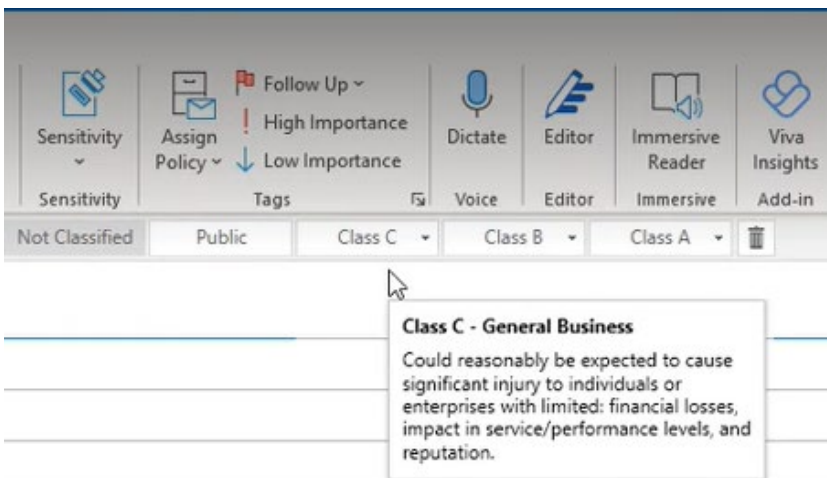 Follow Up
High Importance
Low Importance
Sensitivity
Assign
Policy
Dictate
Editor
Immersive
Reader
Viva
Insights
Sensitivity
Tags
Voice
Editor
Immersive
Add-in
Not Classified
Public
Class C
Class B
Class A
Class C - General Business
Could reasonably be expected to cause
significant injury to individuals or
enterprises with limited: financial losses,
impact in service/performance levels, and
reputation.